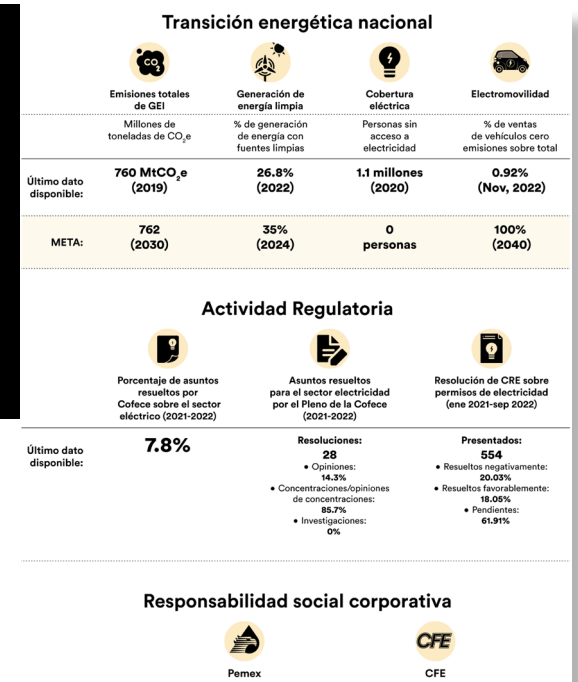 Transición energética nacional
CO2
Emisiones totales
de GEI
Generación de
energía limpia
Cobertura
eléctrica
Electromovilidad
Millones de
toneladas de CO2e
% de generación
de energía con
fuentes limpias
Personas sin
acceso a
electricidad
% de ventas
de vehículos cero
emisiones sobre total
Último dato
disponible:
760 MtCO2e
(2019)
26.8%
(2022)
1.1 millones
(2020)
0.92%
(Nov, 2022)
META:
762
(2030)
35%
(2024)
0
personas
100%
(2040)
Actividad Regulatoria
Porcentaje de asuntos
resueltos por
Cofece sobre el sector
eléctrico (2021-2022)
Asuntos resueltos
para el sector electricidad
por el Pleno de la Cofece
(2021-2022)
Resolución de CRE sobre
permisos de electricidad
(ene 2021-sep 2022)
Último dato
disponible:
7.8%
Resoluciones:
28
• Opiniones:
14.3%
• Concentraciones/opiniones
de concentraciones:
85.7%
• Investigaciones:
0%
Presentados:
554
• Resueltos negativamente:
20.03%
• Resueltos favorablemente:
18.05%
• Pendientes:
61.91%
Responsabilidad social corporativa
Pemex
CFE
CFE